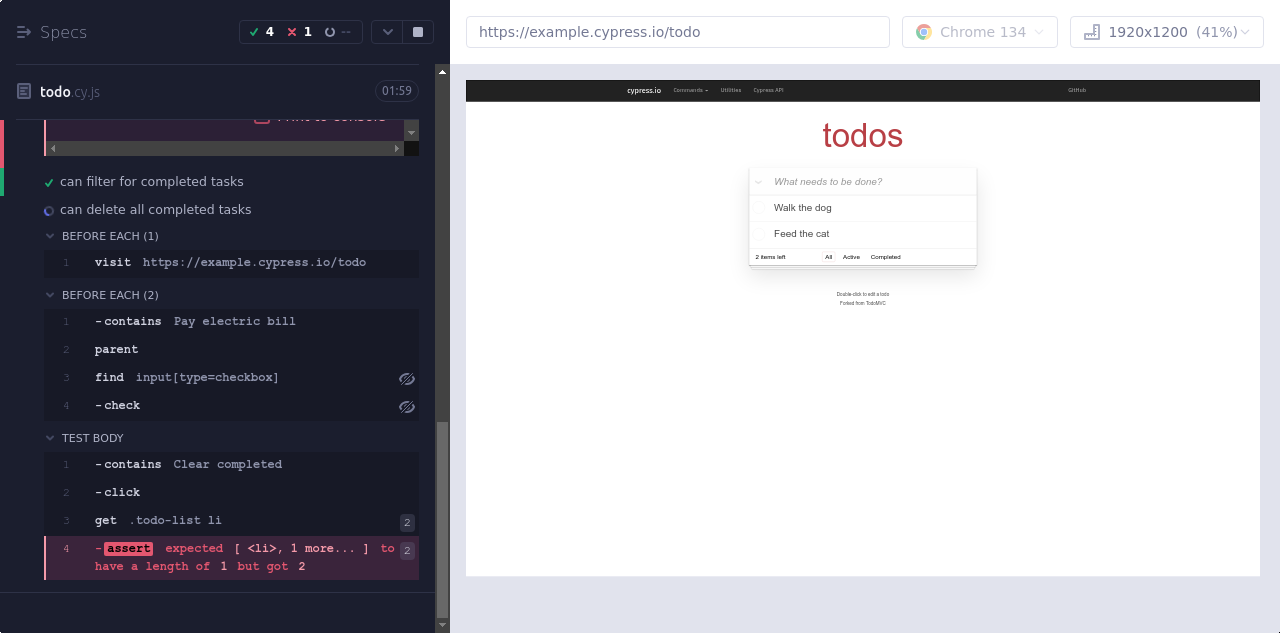 Specs
4 1 --
todo.cy.js 01:59
can filter for completed tasks
can delete all completed tasks
BEFORE EACH (1)
1 visit https://example.cypress.io/todo
BEFORE EACH (2)
1 -contains Pay electric bill
2 parent
3 find input[type=checkbox]
4 -check
TEST BODY
1 -contains Clear completed
2 -click
3 get .todo-list li 2
4 -assert expected [ <li>, 1 more... ] to 2
have a length of 1 but got 2
https://example.cypress.io/todo
Chrome 134
1920x1200 (41%)
cypress.io Commands Utilities Cypress API GitHub
todos
What needs to be done?
Walk the dog
Feed the cat
2 items left All Active Completed
Double-click to edit a todo
Forked from TodoMVC